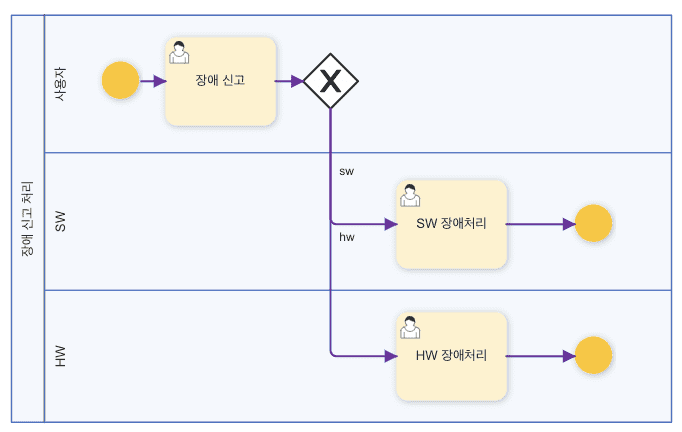 장애 신고 처리
사용자
장애 신고
X
sw
SW
SW 장애처리
hw
HW
HW 장애처리